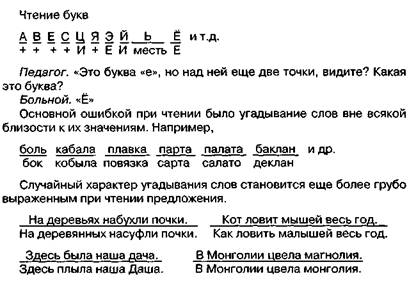 Чтение букв
А В Е С Ц Я Э Й Ь Ё и т.д.
+ + + + И + Е И месть Е
Педагог. «Это буква «е», но над ней еще две точки, видите? Какая
это буква?
Больной. «Ё»
Основной ошибкой при чтении было угадывание слов вне всякой
близости к их значениям. Например,
боль кабала плавка парта палата баклан и др.
бок кобыла повязка сарта салато деклан
Случайный характер угадывания слов становится еще более грубо
выраженным при чтении предложения.
На деревьях набухли почки. Кот ловит мышей весь год.
На деревянных насуфли почки. Как ловить малышей весь год.
Здесь была наша дача. В Монголии цвела магнолия.
Здесь плыла наша Даша. В Монголии цвела монголия.